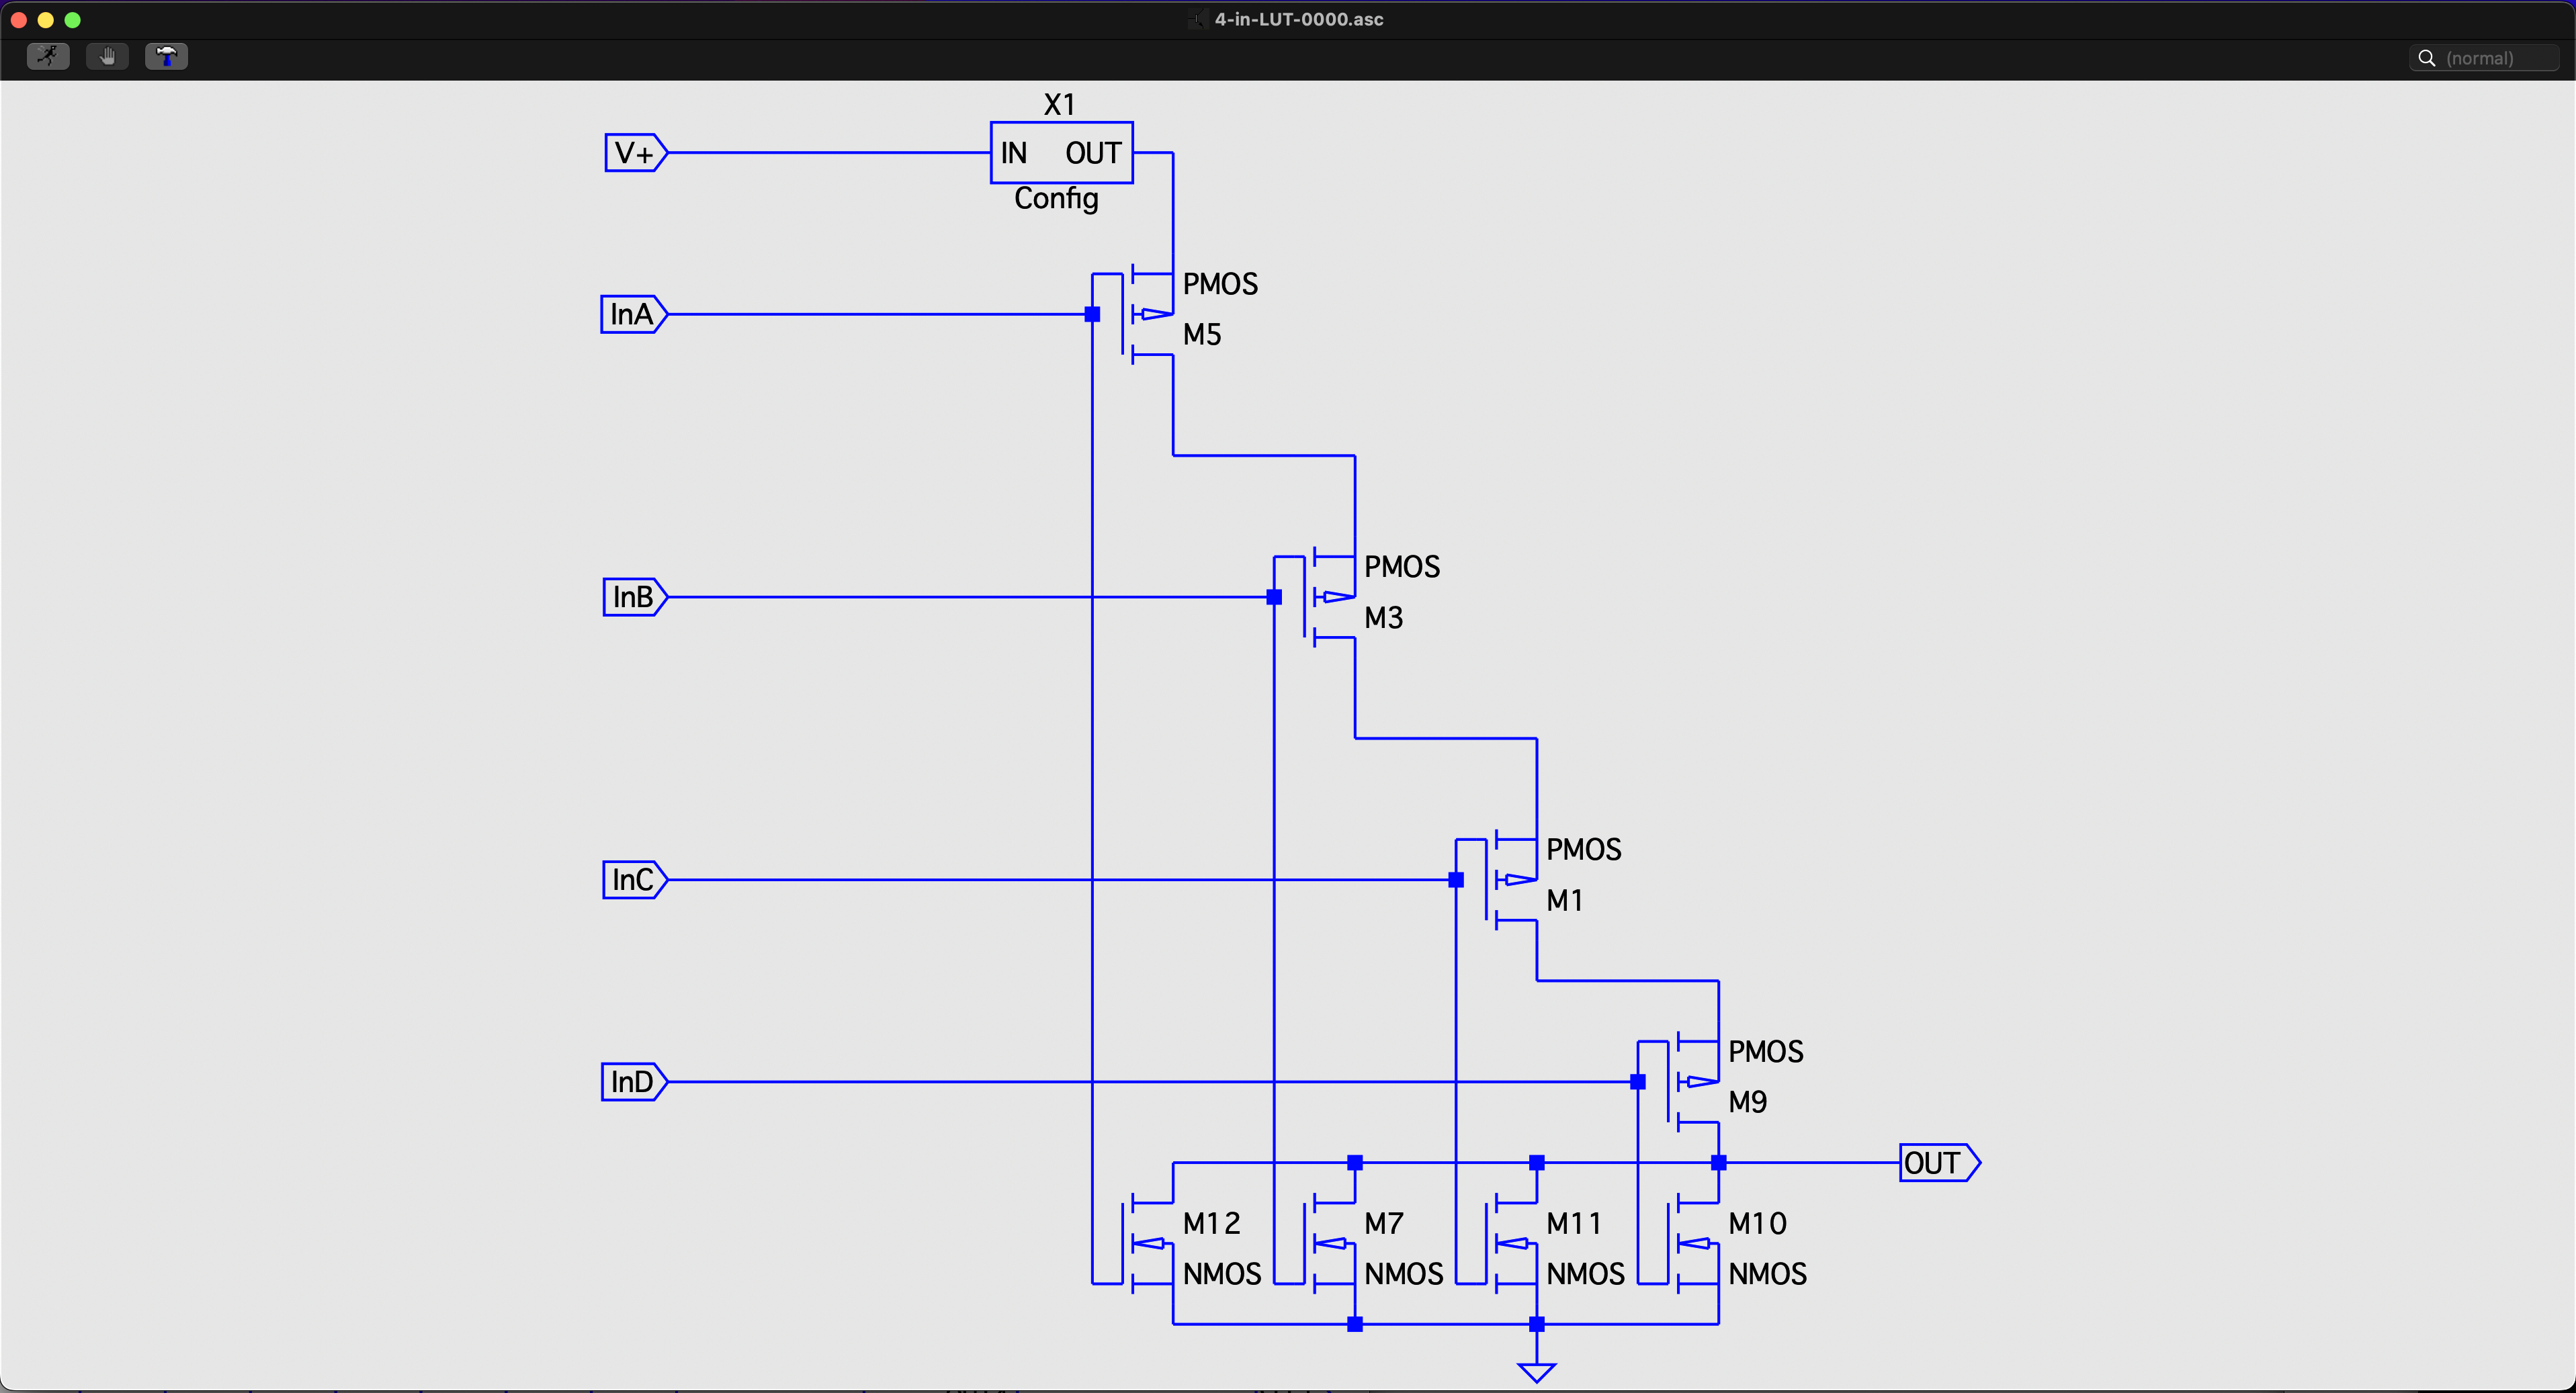 4-in-LUT-0000.asc
(normal)
X1
V+
IN OUT
Config
PMOS
InA
M5
PMOS
InB
M3
PMOS
InC
M1
PMOS
InD
M9
OUT
M12 M7 M11 M10
NMOS NMOS NMOS NMOS